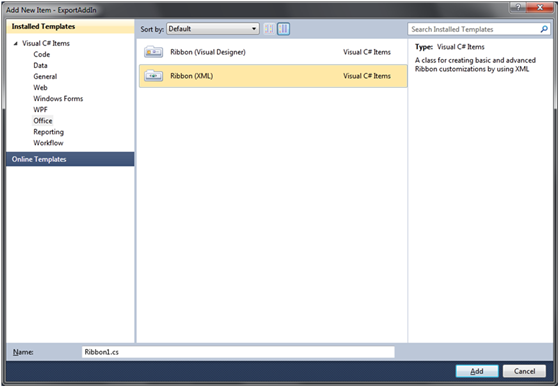 Add New Item - ExportAddIn
Installed Templates
Visual C# Items
Code
Data
General
Web
Windows Forms
WPF
Office
Reporting
Workflow
Online Templates
Sort by: Default
Ribbon (Visual Designer) Visual C# Items
Ribbon (XML) Visual C# Items
Search Installed Templates
Type: Visual C# Items
A class for creating basic and advanced
Ribbon customizations by using XML
Name: Ribbon1.cs
Add Cancel